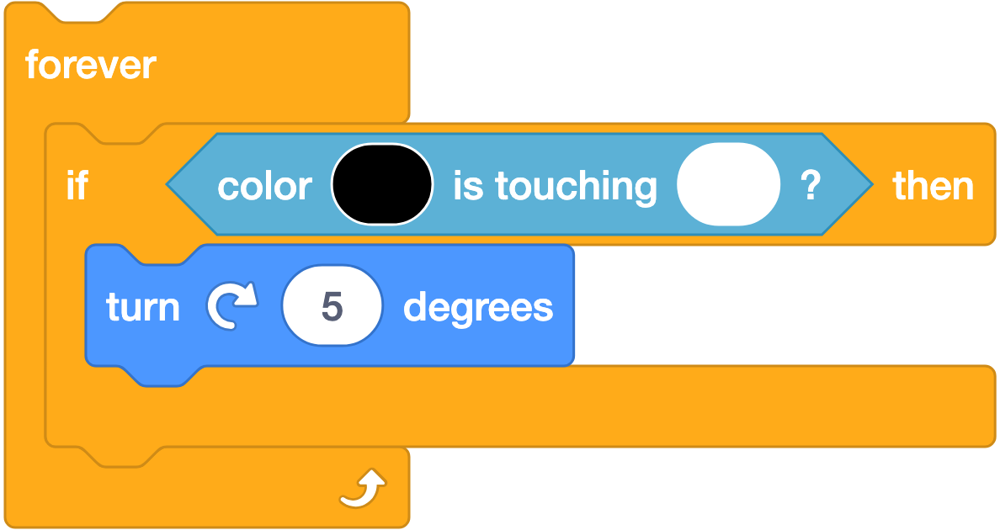 forever
if color is touching ? then
turn 5 degrees